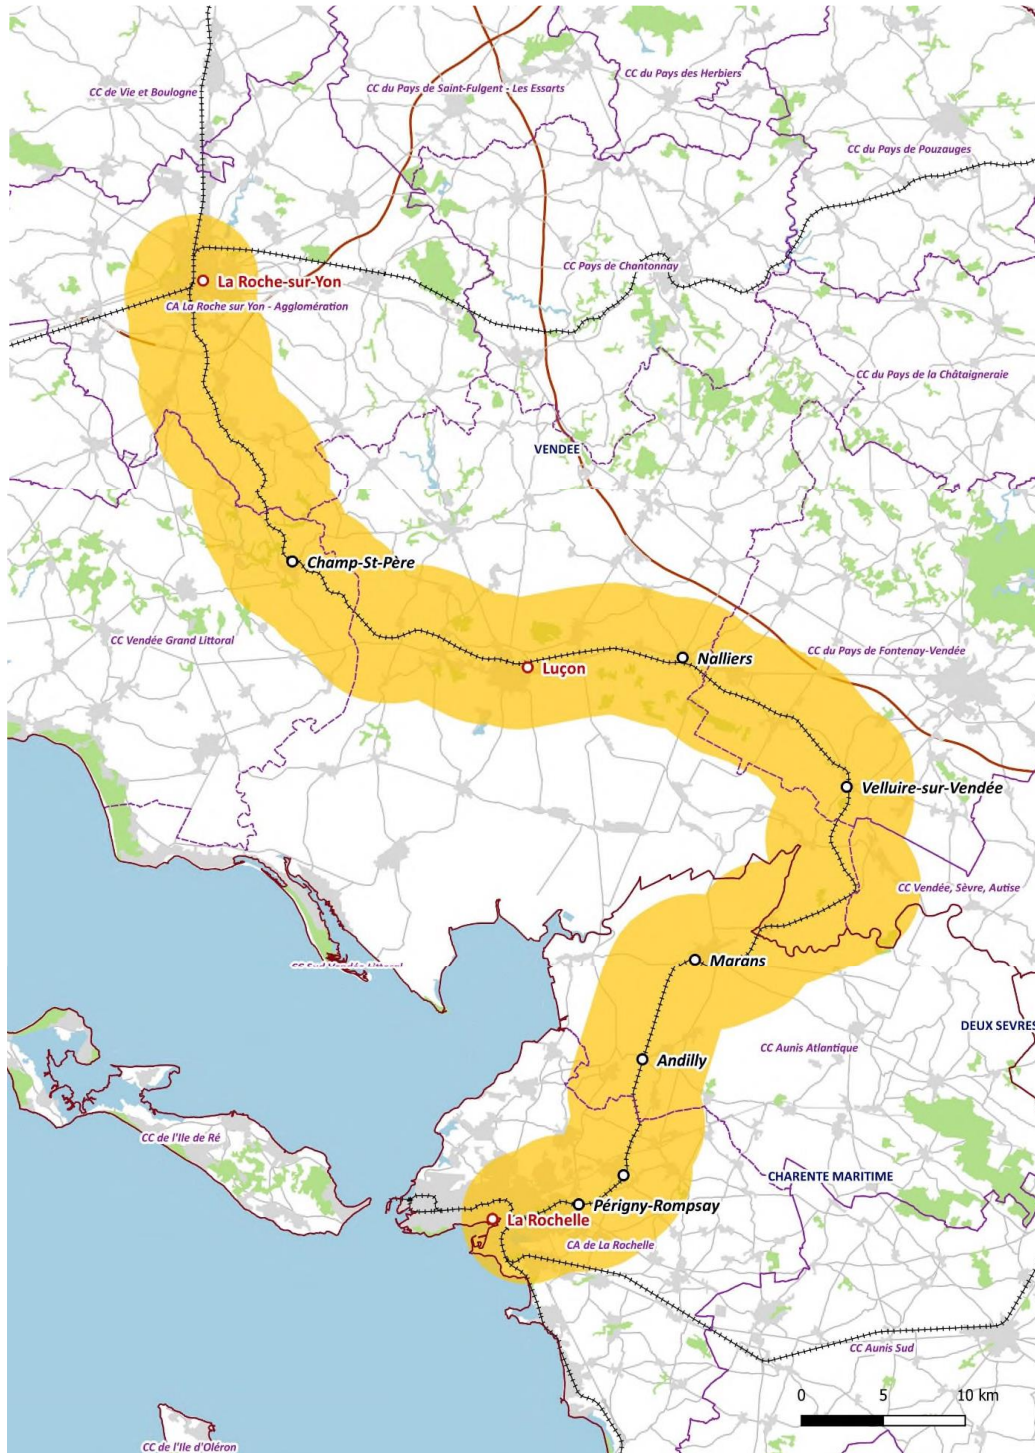 CC du Pays des Herbiers
CC de Vie et Boulogne
CC du Pays de Saint-Fulgent - Les Essarts
CC du Pays de Pouzauges
CC Pays de Chantonnay
La Roche-sur-Yon
CA La Roche sur Yon - Agglomération
CC du Pays de la Châtaigneraie
VENDEE
Champ-St-Père
CC Vendée Grand Littoral
CC du Pays de Fontenay-Vendée
Nalliers
Luçon
Velluire-sur-Vendée
CC Vendée, Sèvre, Autise
CC Sud Vendée Littoral
Marans
DEUX SEVRES
CC Aunis Atlantique
Andilly
CC de l'Ile de Ré
CHARENTE MARITIME
Périgny-Rompsay
La Rochelle
CA de La Rochelle
CC Aunis Sud
0 5 10 km
CC de l'Ile d'Oléron